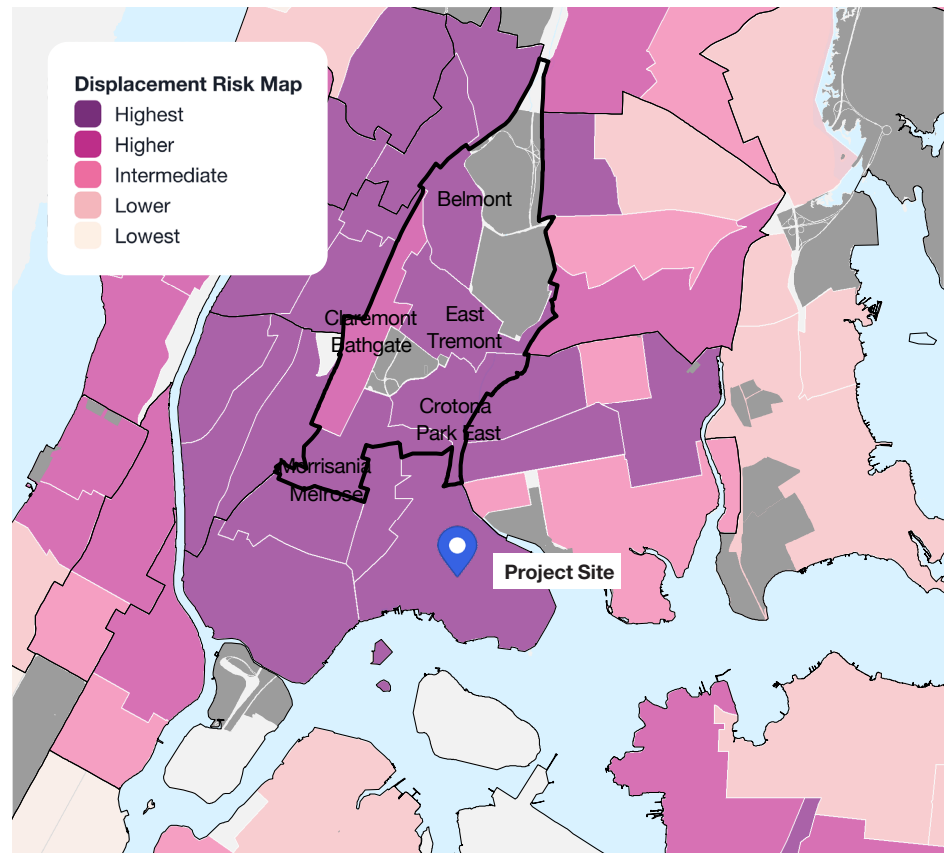 Displacement Risk Map
Highest
Higher
Intermediate
Lower
Lowest
Belmont
Claremont
Bathgate
East
Tremont
Crotona
Park East
Morrisania
Melrose
Project Site